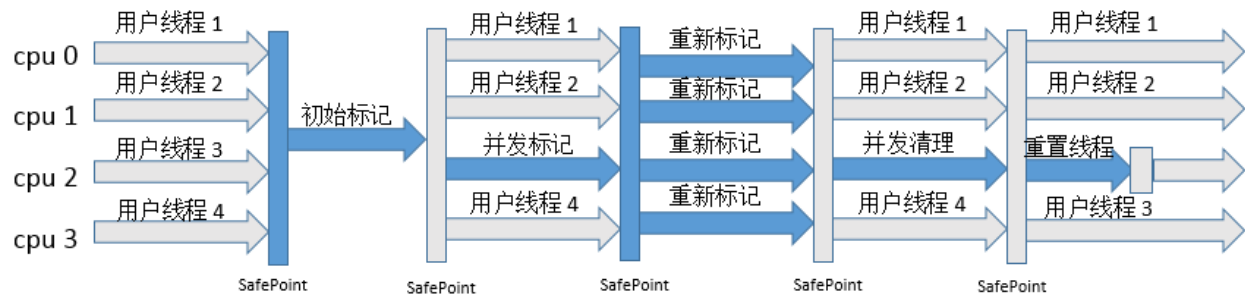 用户线程 1
用户线程 1
重新标记
用户线程 1
用户线程 1
cpu 0
用户线程 2
用户线程 2
重新标记
用户线程 2
用户线程 2
cpu 1
初始标记
用户线程 3
并发标记
重新标记
并发清理
重置线程
cpu 2
用户线程 4
用户线程 4
重新标记
用户线程 4
用户线程 3
cpu 3
SafePoint
SafePoint
SafePoint
SafePoint
SafePoint